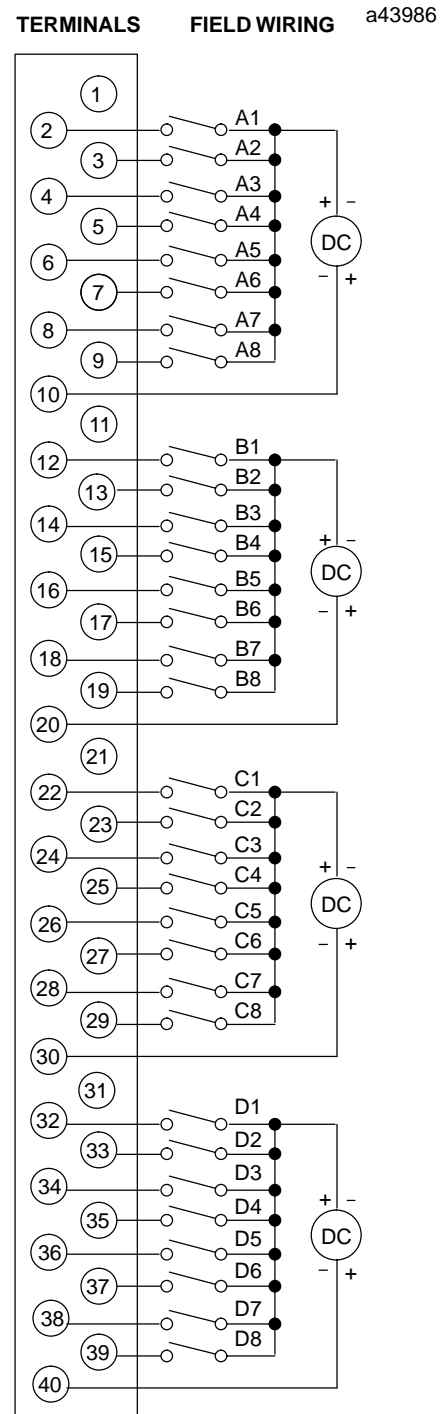 TERMINALS FIELD WIRING a43986
1
2 A1
3 A2
4 A3
+ –
5 A4
DC
6 A5
– +
7 A6
8 A7
9 A8
10
11
12 B1
13 B2
14 B3
+ –
15 B4
DC
16 B5
– +
17 B6
18 B7
19 B8
20
21
22 C1
23 C2
24 C3
+ –
25 C4
DC
26 C5
– +
27 C6
28 C7
29 C8
30
31
32 D1
33 D2
34 D3
+ –
35 D4
DC
36 D5
– +
37 D6
38 D7
39 D8
40